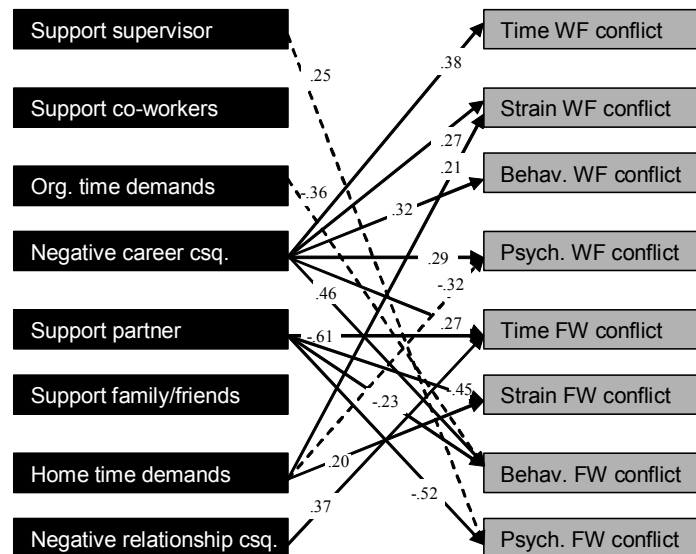 Support supervisor
Time WF conflict
.38
.25
Support co-workers
Strain WF conflict
.27
.21
Org. time demands
Behav. WF conflict
-.36
.32
Negative career csq.
Psych. WF conflict
.29
-.32
.46
Support partner
.27
Time FW conflict
-.61
Support family/friends
-.45
Strain FW conflict
-.23
Home time demands
.20
Behav. FW conflict
-.52
.37
Negative relationship csq.
Psych. FW conflict